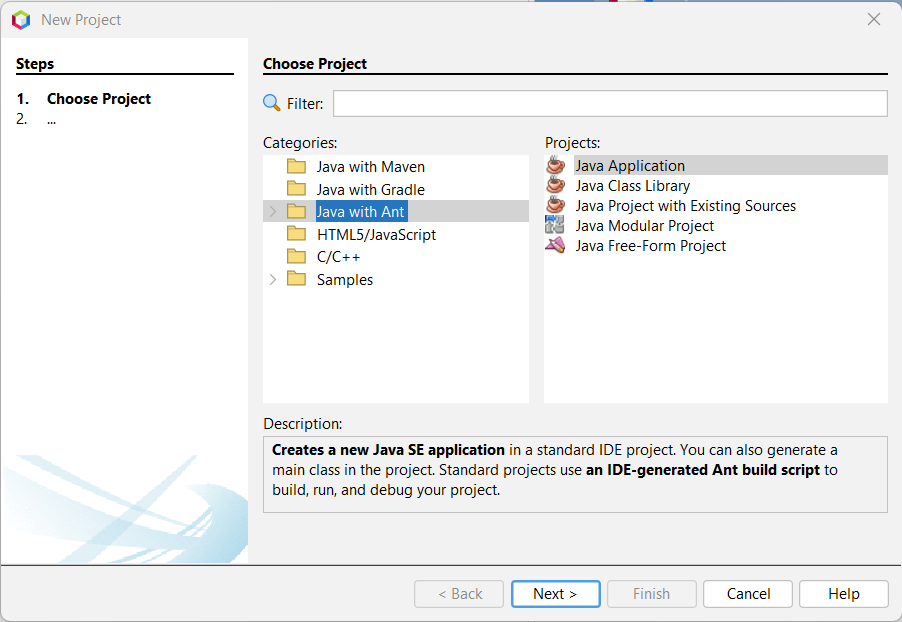 New Project
Steps
1. Choose Project
2. ...
Choose Project
Filter:
Categories:
Java with Maven
Java with Gradle
Java with Ant
HTML5/JavaScript
C/C++
Samples
Projects:
Java Application
Java Class Library
Java Project with Existing Sources
Java Modular Project
Java Free-Form Project
Description:
Creates a new Java SE application in a standard IDE project. You can also generate a
main class in the project. Standard projects use an IDE-generated Ant build script to
build, run, and debug your project.
< Back
Next >
Finish
Cancel
Help